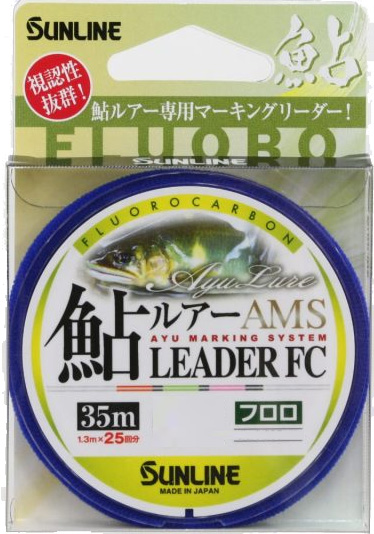 SUNLINE
鮎
視認性
抜群!
鮎ルアー専用マーキングリーダー!
FLUORO
SUNLINE
FLUOROCARBON
Ayu Lure
鮎ルアーAMS
AYU MARKING SYSTEM
LEADER FC
35m
フロロ
1.3m×25回分
SUNLINE
MADE IN JAPAN